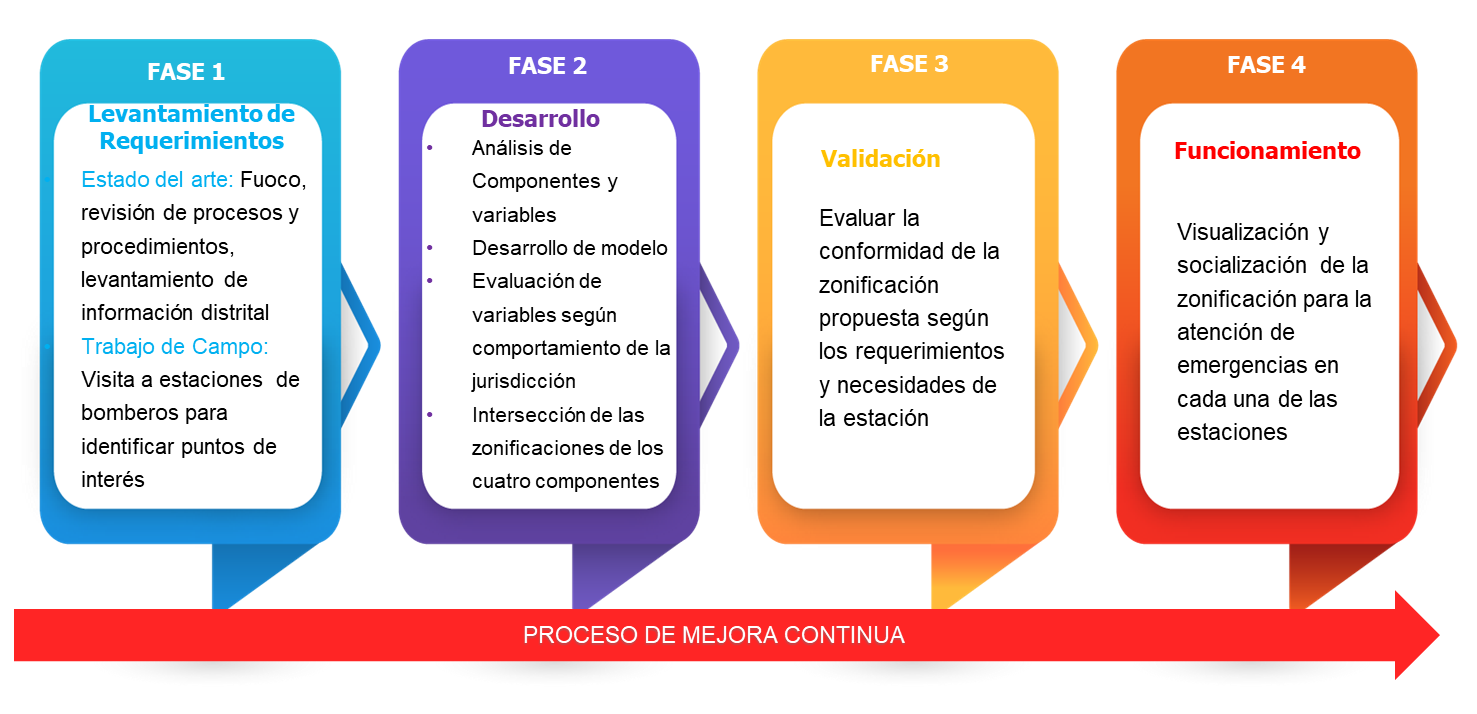 FASE 1
Levantamiento de
Requerimientos
Estado del arte: Fuoco,
revisión de procesos y
procedimientos,
levantamiento de
información distrital
Trabajo de Campo:
Visita a estaciones de
bomberos para
identificar puntos de
interés
FASE 2
Desarrollo
• Análisis de
Componentes y
variables
• Desarrollo de modelo
• Evaluación de
variables según
comportamiento de la
jurisdicción
• Intersección de las
zonificaciones de los
cuatro componentes
FASE 3
Validación
Evaluar la
conformidad de la
zonificación
propuesta según
los requerimientos
y necesidades de
la estación
FASE 4
Funcionamiento
Visualización y
socialización de la
zonificación para la
atención de
emergencias en
cada una de las
estaciones
PROCESO DE MEJORA CONTINUA